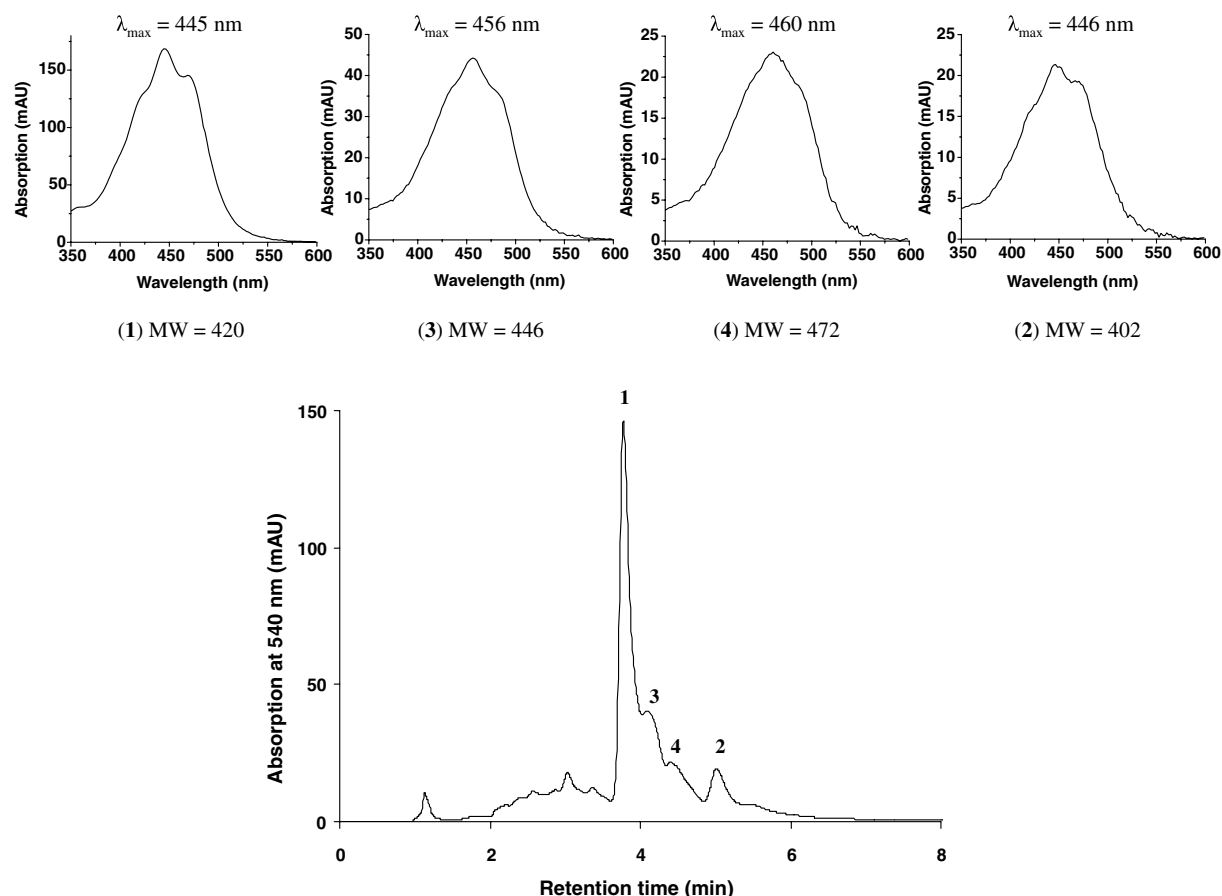 λmax = 445 nm
λmax = 456 nm
λmax = 460 nm
λmax = 446 nm
Absorption (mAU)
150
100
50
0
350 400 450 500 550 600
Wavelength (nm)
Absorption (mAU)
50
40
30
20
10
0
350 400 450 500 550 600
Wavelength (nm)
Absorption (mAU)
25
20
15
10
5
0
350 400 450 500 550 600
Wavelength (nm)
Absorption (mAU)
25
20
15
10
5
0
350 400 450 500 550 600
Wavelength (nm)
(1) MW = 420
(3) MW = 446
(4) MW = 472
(2) MW = 402
Absorption at 540 nm (mAU)
150
100
50
0
1
3
4
2
0 2 4 6 8
Retention time (min)